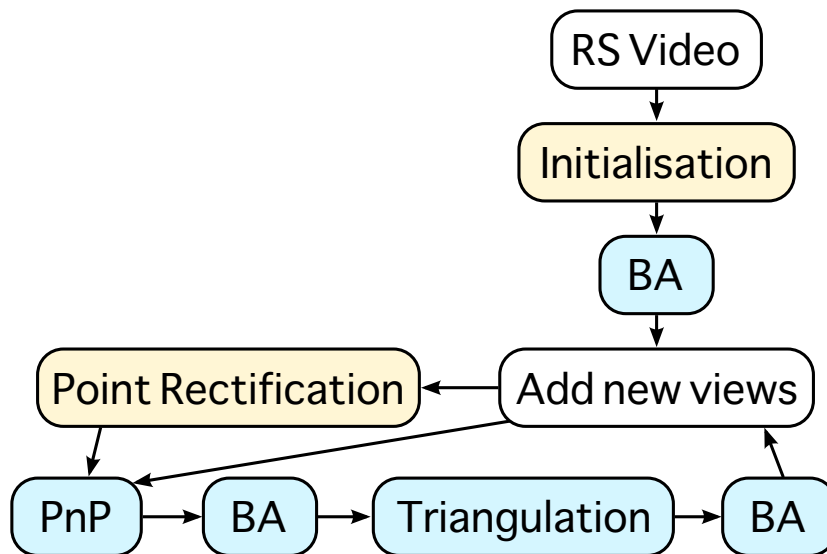 RS Video
Initialisation
BA
Point Rectification
Add new views
PnP
BA
Triangulation
BA